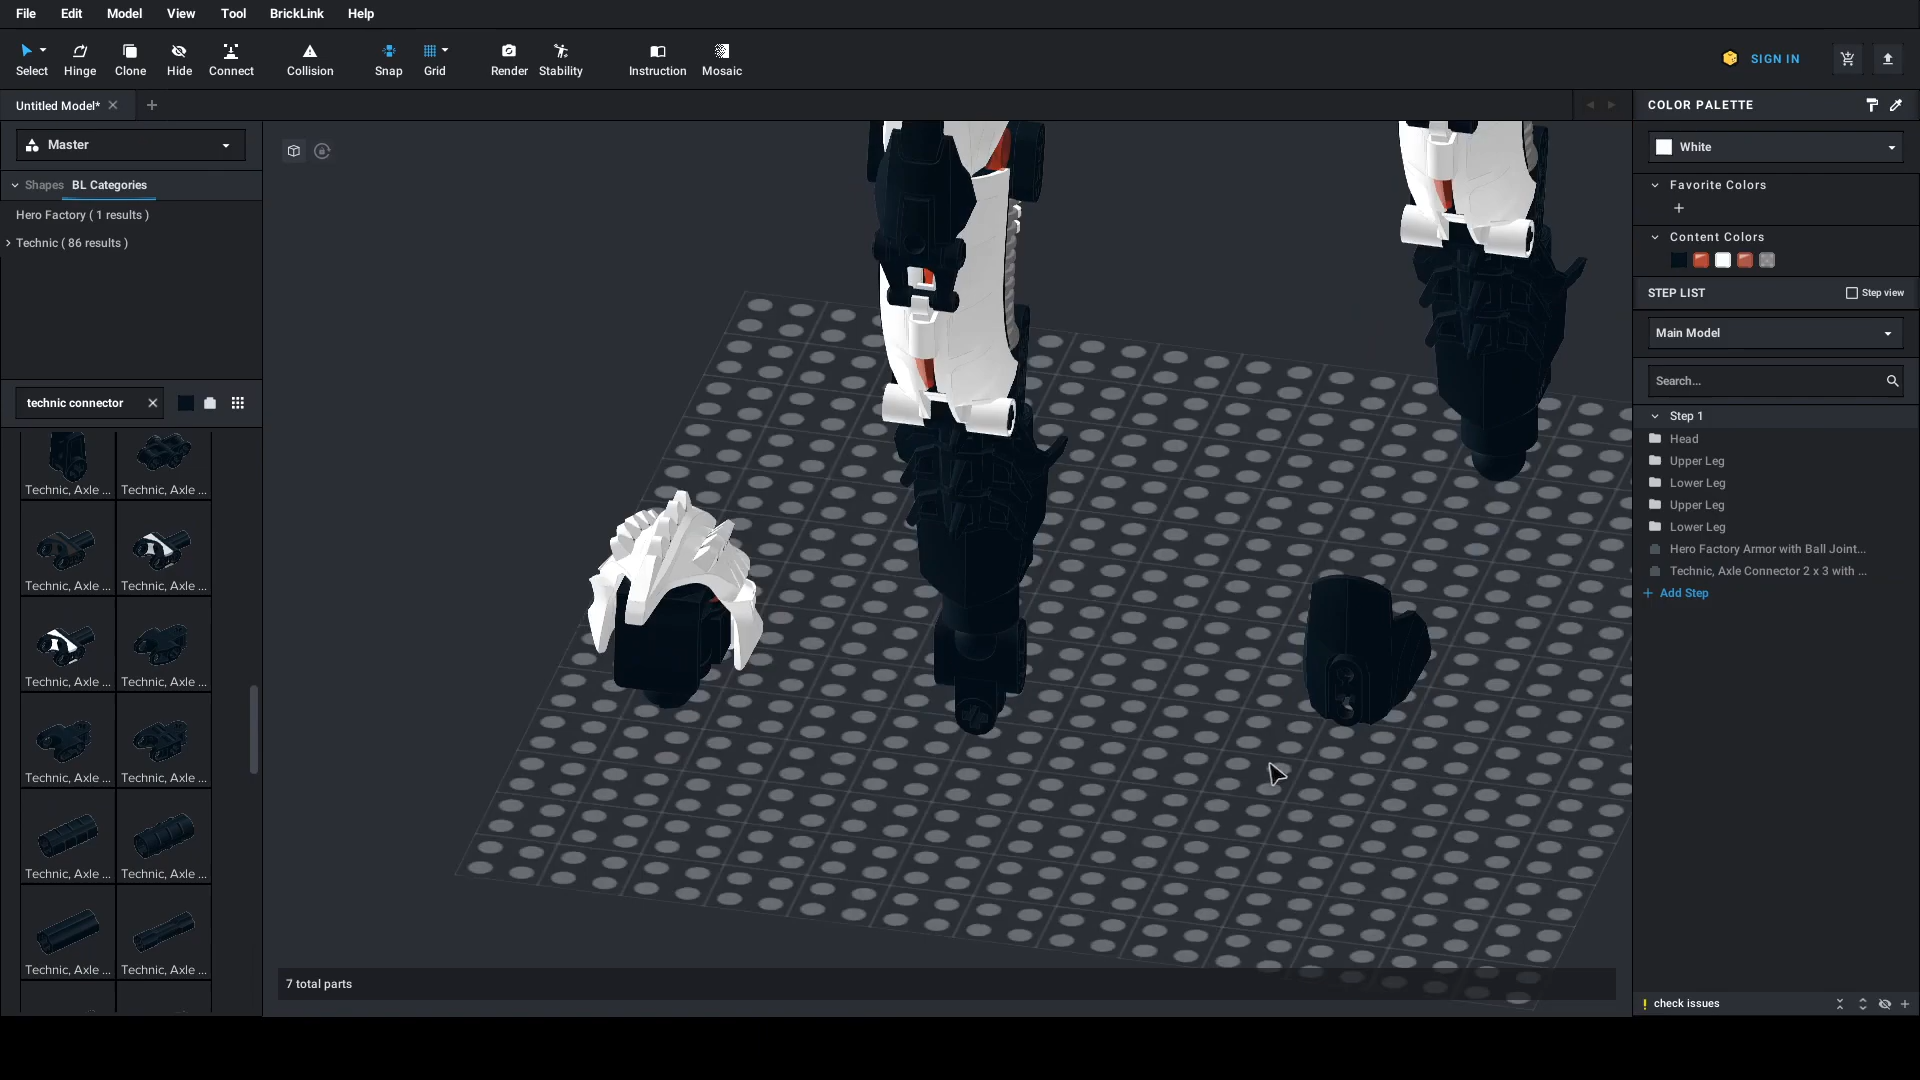 File Edit Model View Tool BrickLink Help
Select Hinge Clone Hide Connect Collision Snap Grid Render Stability Instruction Mosaic SIGN IN
Untitled Model*
COLOR PALETTE
Master
White
Shapes BL Categories
Favorite Colors
Hero Factory ( 1 results )
Technic ( 86 results )
Content Colors
STEP LIST Step view
Main Model
technic connector
Search...
Step 1
Head
Upper Leg
Lower Leg
Upper Leg
Lower Leg
Hero Factory Armor with Ball Joint...
Technic, Axle Connector 2 x 3 with ...
Add Step
Technic, Axle ... Technic, Axle ...
Technic, Axle ... Technic, Axle ...
Technic, Axle ... Technic, Axle ...
Technic, Axle ... Technic, Axle ...
Technic, Axle ... Technic, Axle ...
Technic, Axle ... Technic, Axle ...
7 total parts
check issues